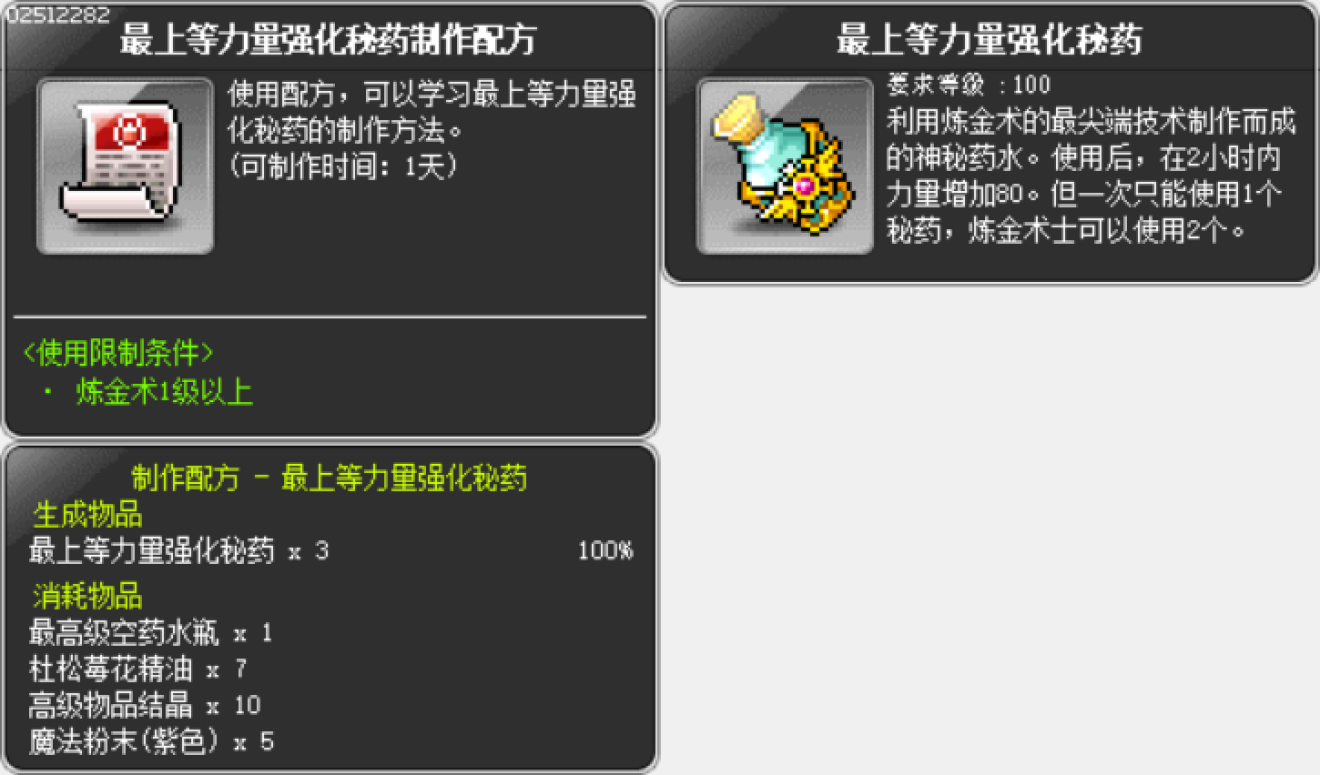 02512282
最上等力量强化秘药制作配方
使用配方，可以学习最上等力量强
化秘药的制作方法。
(可制作时间：1天)
<使用限制条件>
· 炼金术1级以上
制作配方 - 最上等力量强化秘药
生成物品
最上等力量强化秘药 x 3 100%
消耗物品
最高级空药水瓶 x 1
杜松莓花精油 x 7
高级物品结晶 x 10
魔法粉末(紫色) x 5
最上等力量强化秘药
要求等级 :100
利用炼金术的最尖端技术制作而成
的神秘药水。使用后，在2小时内
力量增加80。但一次只能使用1个
秘药，炼金术士可以使用2个。